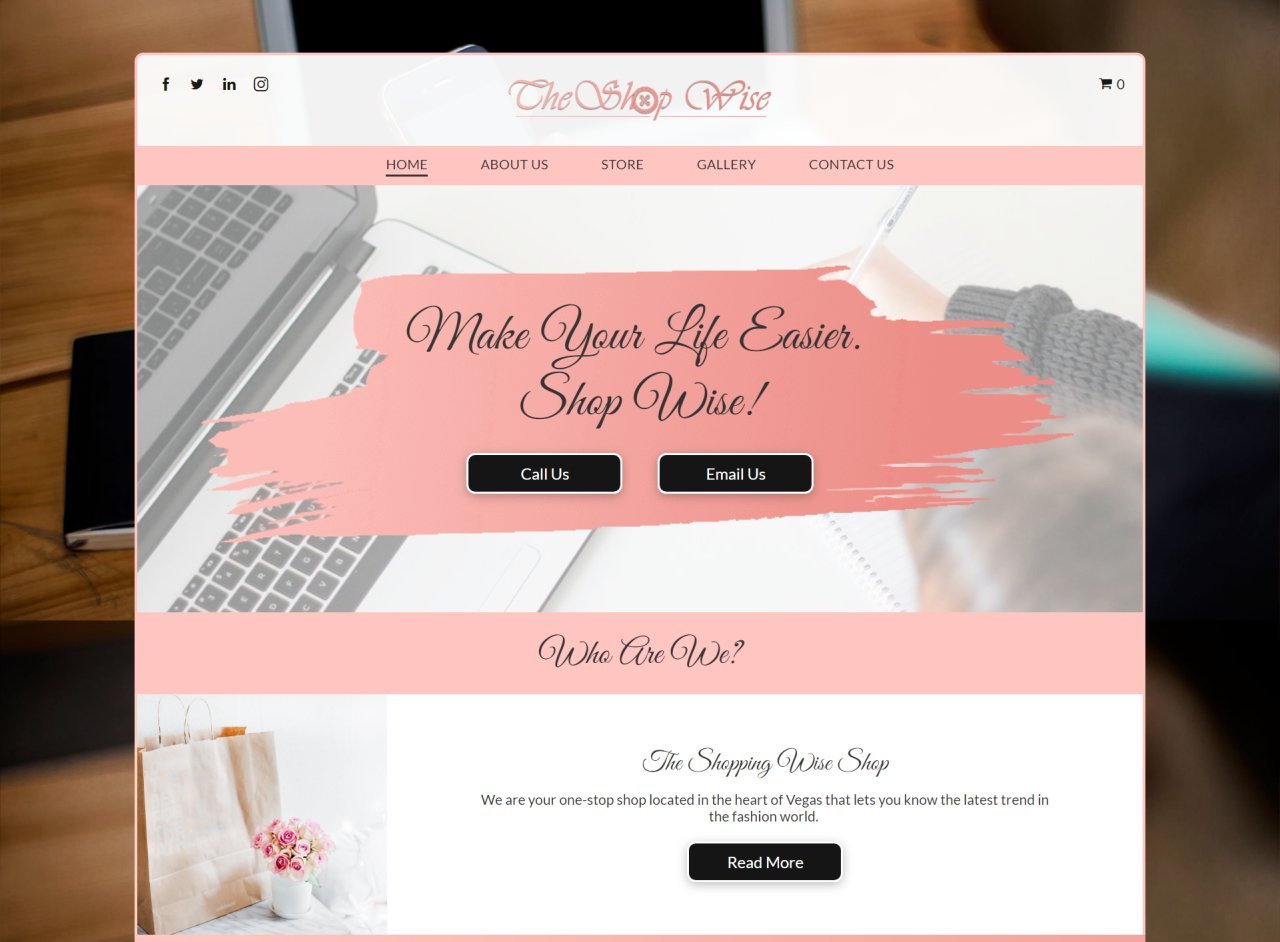 The Shop Wise
0
HOME
ABOUT US
STORE
GALLERY
CONTACT US
Make Your Life Easier.
Shop Wise!
Call Us
Email Us
Who Are We?
The Shopping Wise Shop
We are your one-stop shop located in the heart of Vegas that lets you know the latest trend in
the fashion world.
Read More